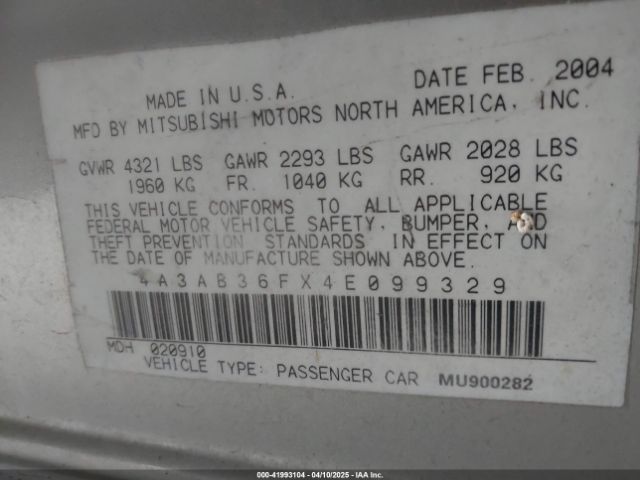 MADE IN U.S.A. DATE FEB. 2004
MFD BY MITSUBISHI MOTORS NORTH AMERICA, INC.
GVWR 4321 LBS GAWR 2293 LBS GAWR 2028 LBS
1960 KG FR. 1040 KG RR. 920 KG
THIS VEHICLE CONFORMS TO ALL APPLICABLE
FEDERAL MOTOR VEHICLE SAFETY, BUMPER, AND
THEFT PREVENTION STANDARDS IN EFFECT ON
THE DATE OF MANUFACTURE SHOWN ABOVE.
4A3AB36FX4E099329
MDH 020910
VEHICLE TYPE: PASSENGER CAR MU900282
000-41993104 - 04/10/2025 - IAA Inc.